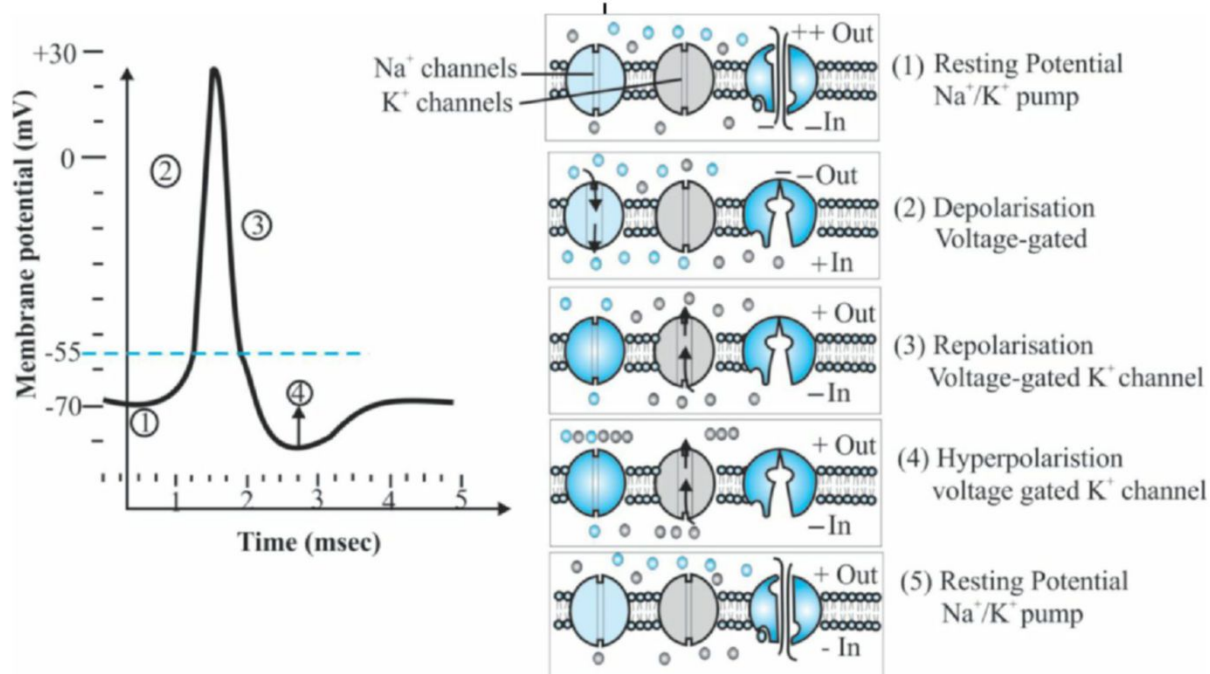 +30
0
-55
-70
Membrane potential (mV)
②
③
④
①
1 2 3 4 5
Time (msec)
Na⁺ channels
K⁺ channels
++ Out
– –In
(1) Resting Potential
Na⁺/K⁺ pump
– –Out
+In
(2) Depolarisation
Voltage-gated
+ Out
–In
(3) Repolarisation
Voltage-gated K⁺ channel
+ Out
–In
(4) Hyperpolaristion
voltage gated K⁺ channel
+ Out
- In
(5) Resting Potential
Na⁺/K⁺ pump